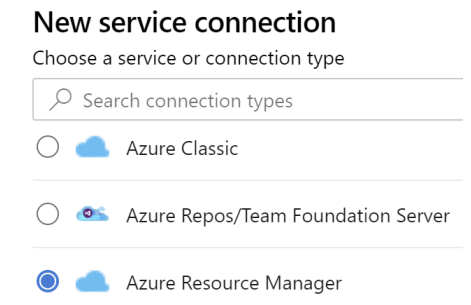 New service connection
Choose a service or connection type
Search connection types
Azure Classic
Azure Repos/Team Foundation Server
Azure Resource Manager